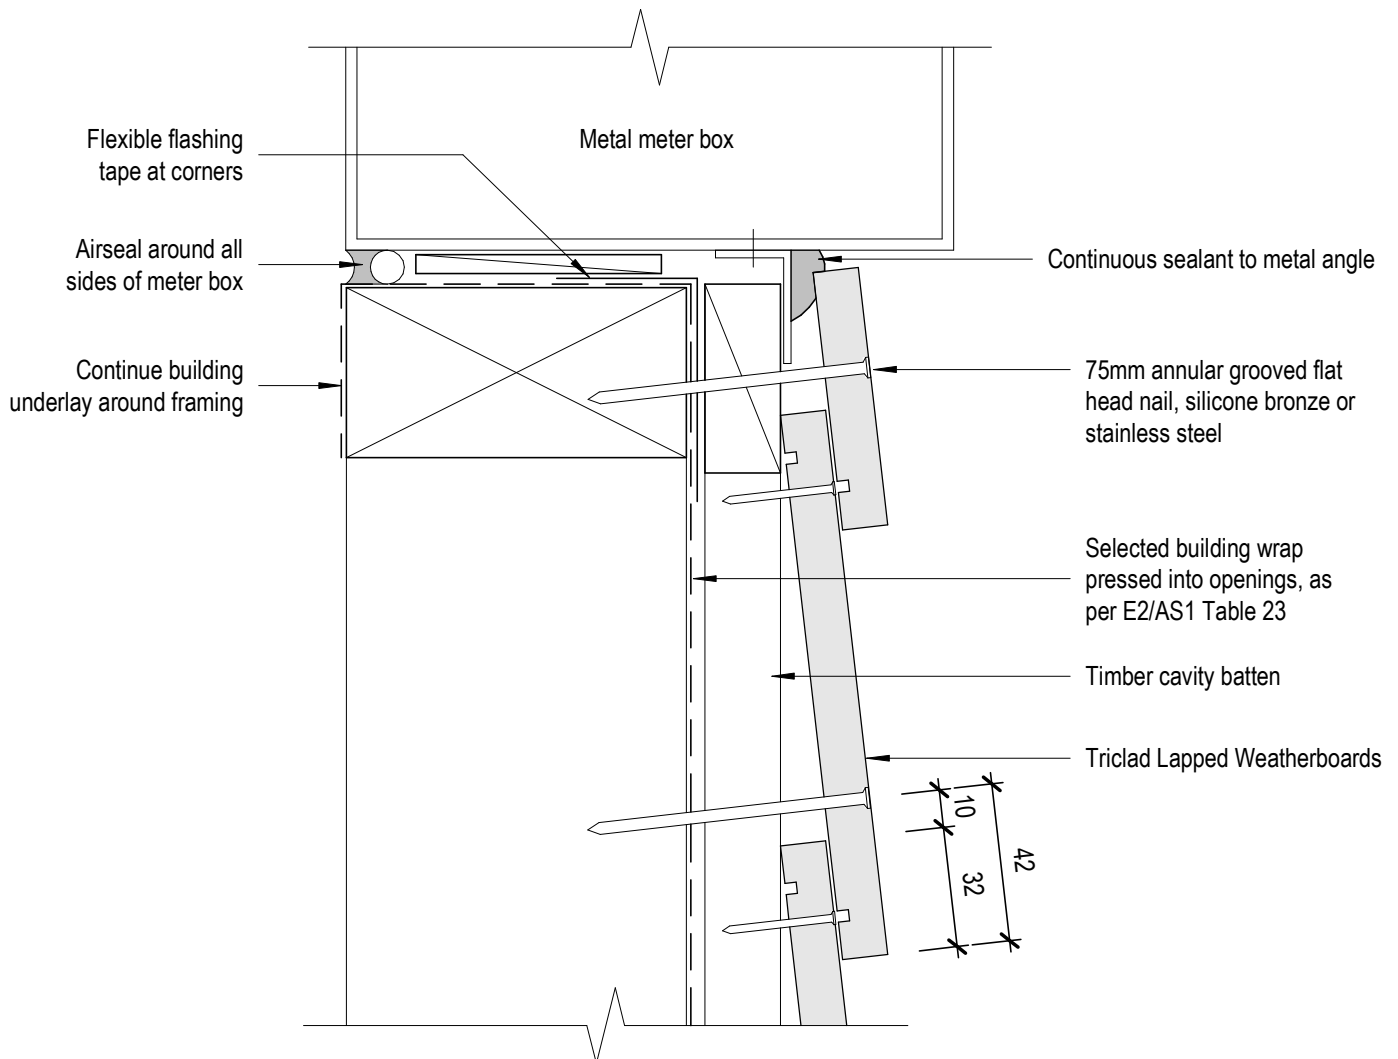 Metal meter box
Flexible flashing
tape at corners
Airseal around all
sides of meter box
Continue building
underlay around framing
Continuous sealant to metal angle
75mm annular grooved flat
head nail, silicone bronze or
stainless steel
Selected building wrap
pressed into openings, as
per E2/AS1 Table 23
Timber cavity batten
Triclad Lapped Weatherboards
10
42
32